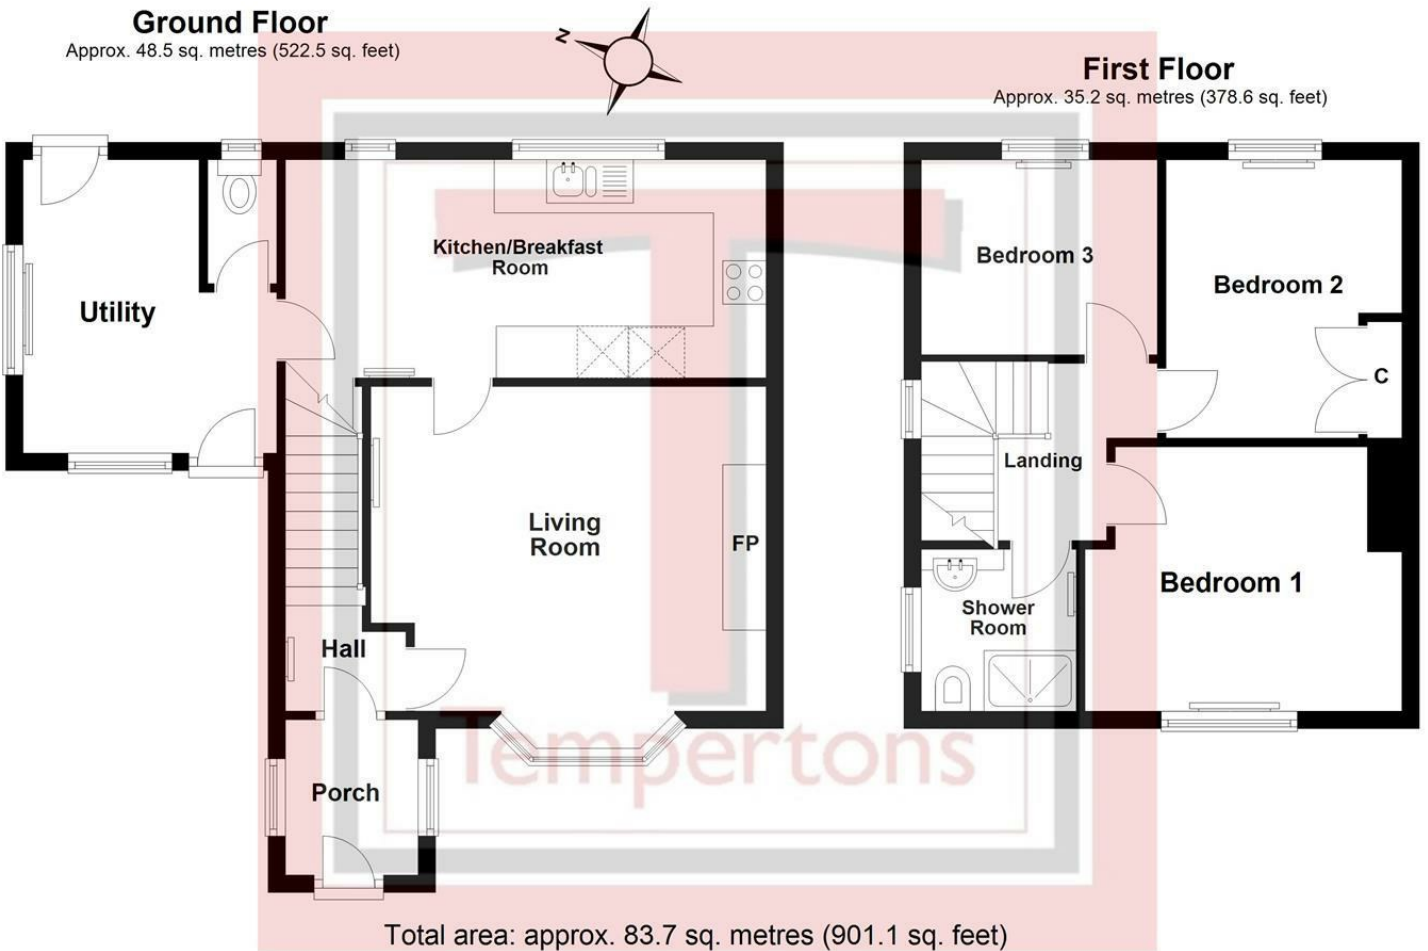 Ground Floor
Approx. 48.5 sq. metres (522.5 sq. feet)
N
First Floor
Approx. 35.2 sq. metres (378.6 sq. feet)
Kitchen/Breakfast
Room
Utility
Bedroom 3
Bedroom 2
C
Landing
Living
Room
FP
Bedroom 1
Shower
Room
Hall
Porch
Tempertons
Total area: approx. 83.7 sq. metres (901.1 sq. feet)